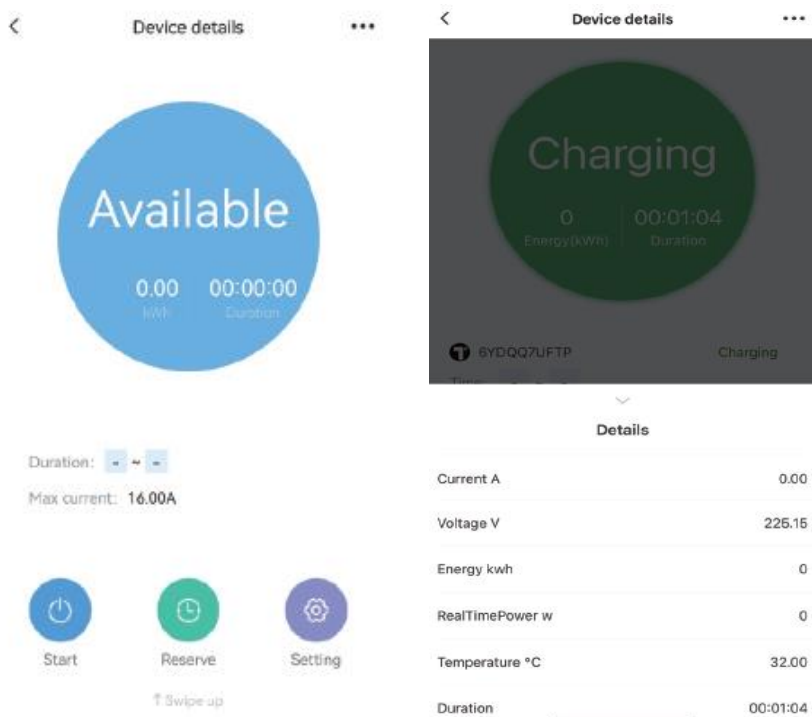 Device details
Available
0.00 00:00:00
kWh Duration
Duration: - ~ -
Max current: 16.00A
Start Reserve Setting
Swipe up
Device details
Charging
0 00:01:04
Energy(kWh) Duration
6YDQQ7UFTP Charging
Time: - ~ -
Details
Current A 0.00
Voltage V 225.15
Energy kwh 0
RealTimePower w 0
Temperature °C 32.00
Duration 00:01:04